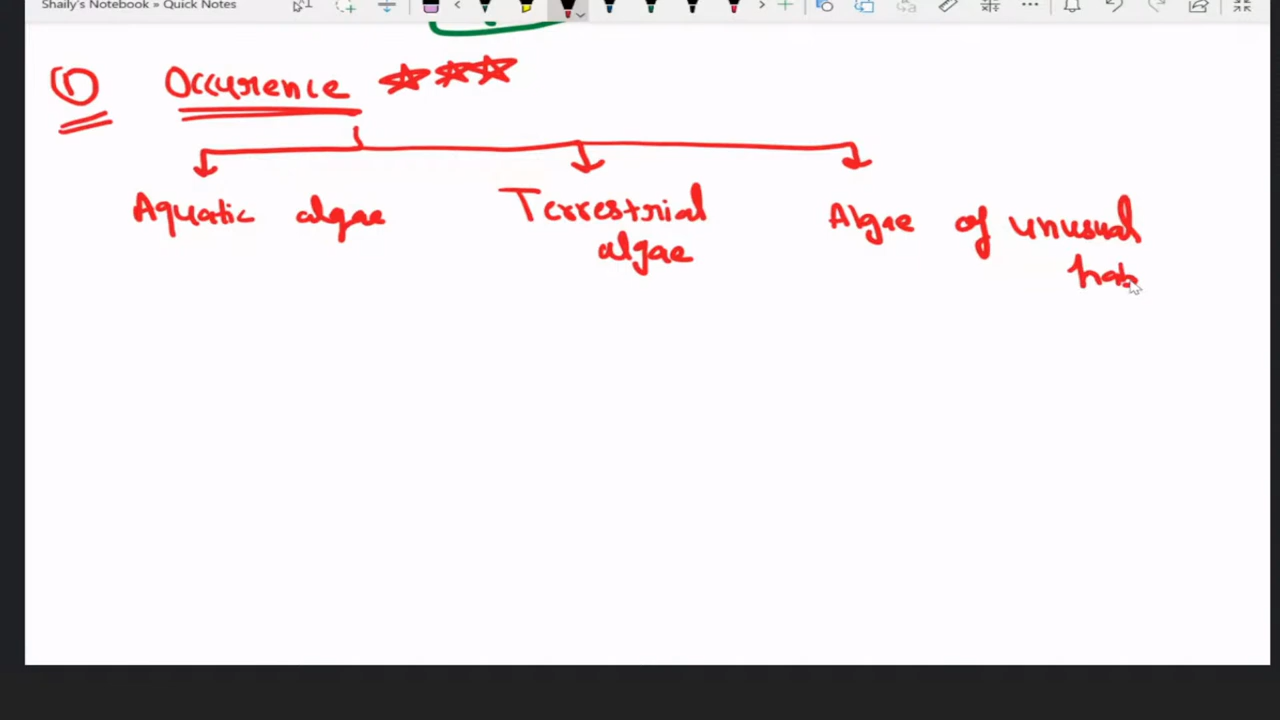 Shaily's Notebook » Quick Notes
① Occurence
Aquatic algae
Terrestrial
algae
Algae of unusual
hab